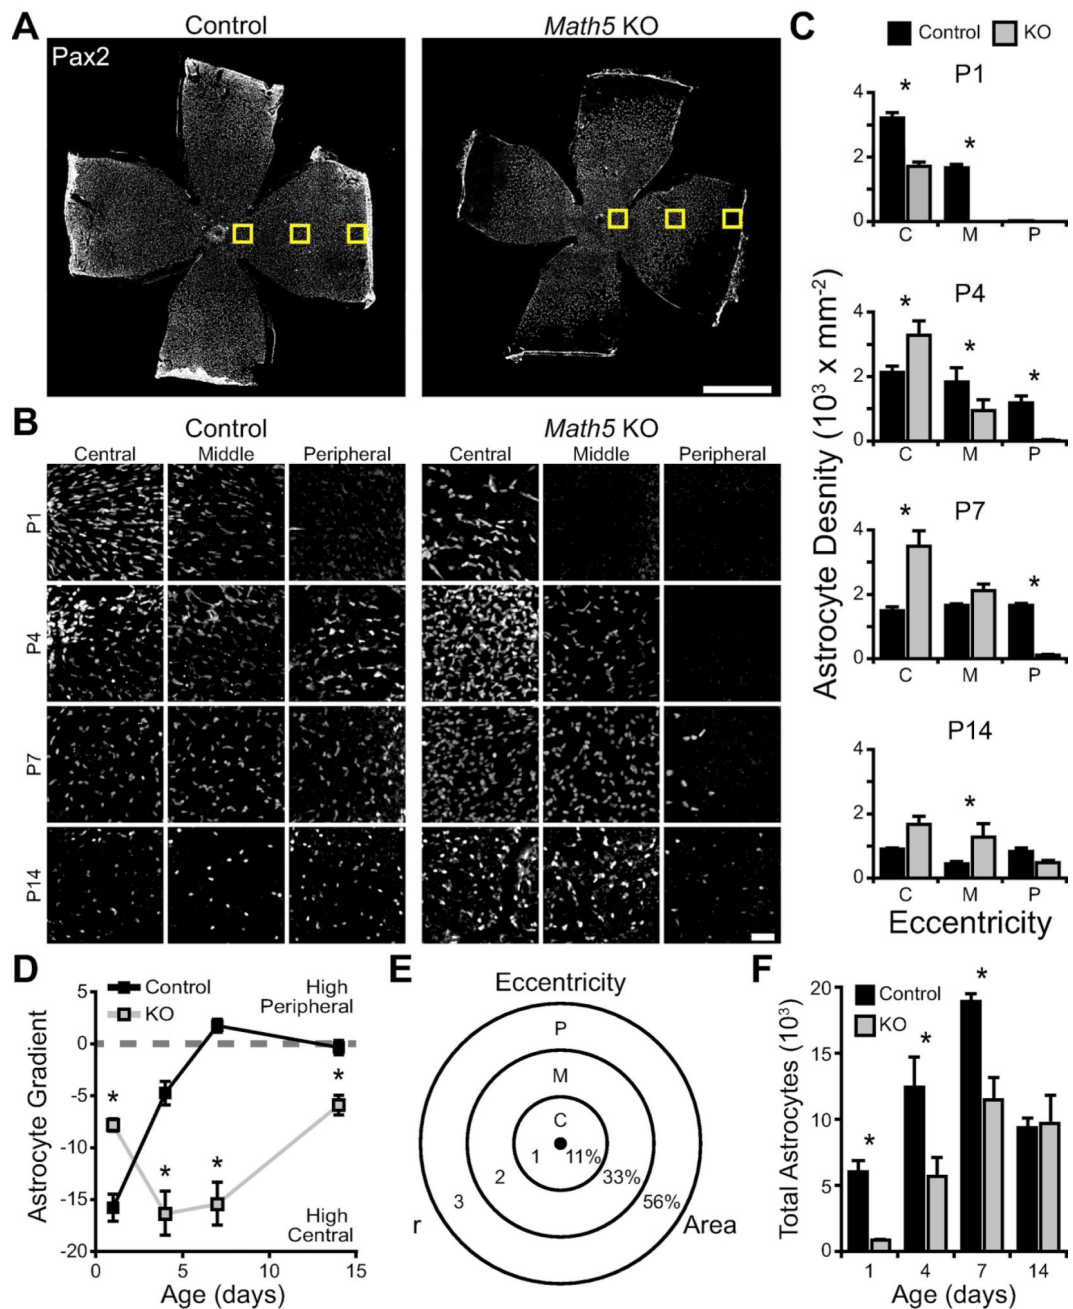 A
Control
Math5 KO
Pax2
B
Control
Math5 KO
Central
Middle
Peripheral
Central
Middle
Peripheral
P1
P4
P7
P14
C
Control
KO
Astrocyte Desnity (10³ x mm⁻²)
P1
*
*
4
2
0
C
M
P
P4
*
*
*
4
2
0
C
M
P
P7
*
*
4
2
0
C
M
P
P14
*
4
2
0
C
M
P
Eccentricity
D
Control
KO
High
Peripheral
Astrocyte Gradient
5
0
-5
-10
-15
-20
*
*
*
*
High
Central
0
5
10
15
Age (days)
E
Eccentricity
P
M
C
1
11%
2
33%
3
56%
r
Area
F
Control
KO
Total Astrocytes (10³)
20
15
10
5
0
*
*
*
1
4
7
14
Age (days)